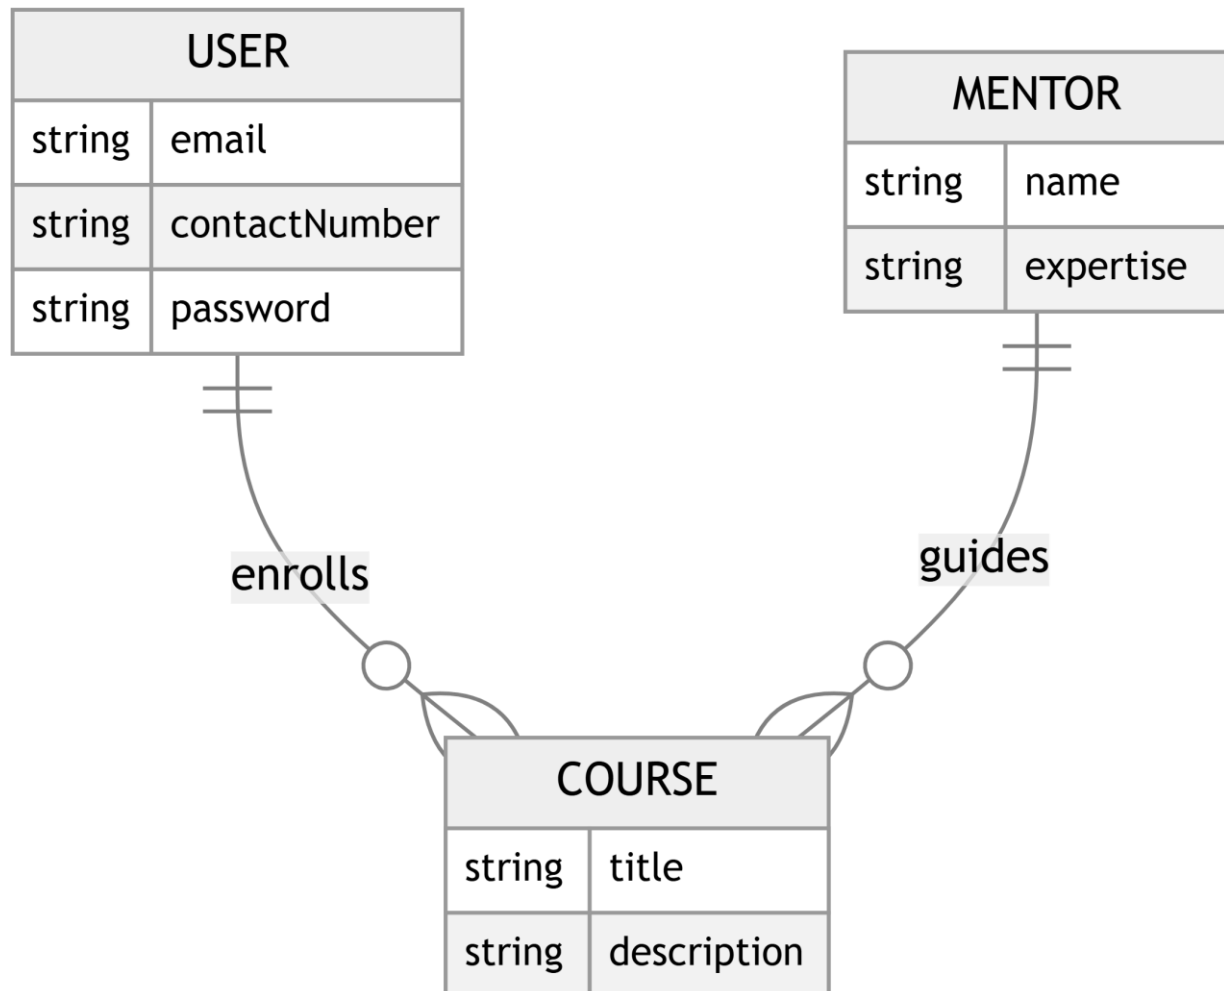 USER
string email
string contactNumber
string password
MENTOR
string name
string expertise
enrolls
guides
COURSE
string title
string description